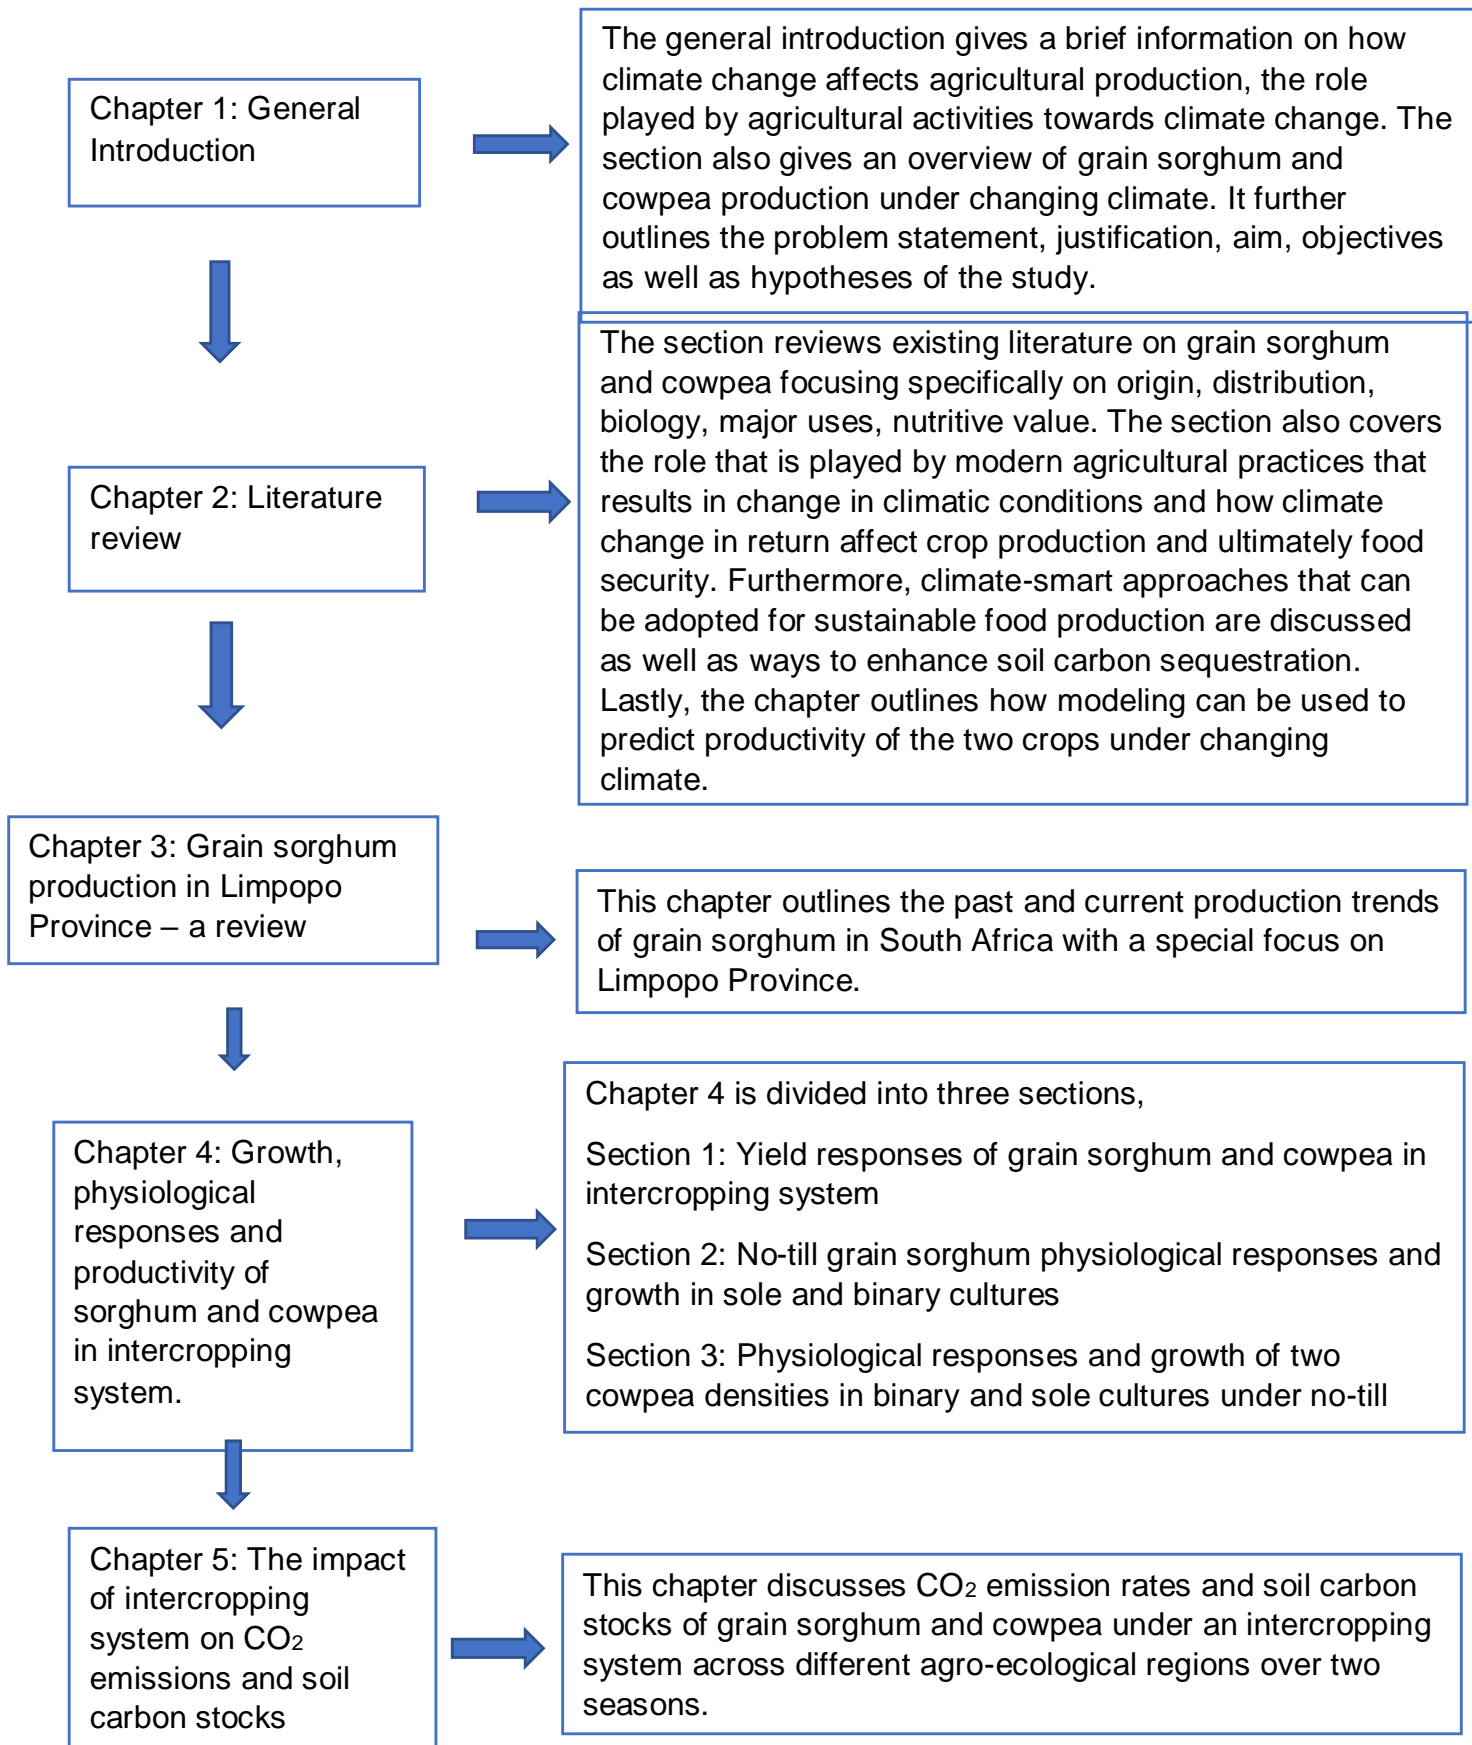 Chapter 1: General
Introduction
The general introduction gives a brief information on how
climate change affects agricultural production, the role
played by agricultural activities towards climate change. The
section also gives an overview of grain sorghum and
cowpea production under changing climate. It further
outlines the problem statement, justification, aim, objectives
as well as hypotheses of the study.
Chapter 2: Literature
review
The section reviews existing literature on grain sorghum
and cowpea focusing specifically on origin, distribution,
biology, major uses, nutritive value. The section also covers
the role that is played by modern agricultural practices that
results in change in climatic conditions and how climate
change in return affect crop production and ultimately food
security. Furthermore, climate-smart approaches that can
be adopted for sustainable food production are discussed
as well as ways to enhance soil carbon sequestration.
Lastly, the chapter outlines how modeling can be used to
predict productivity of the two crops under changing
climate.
Chapter 3: Grain sorghum
production in Limpopo
Province – a review
This chapter outlines the past and current production trends
of grain sorghum in South Africa with a special focus on
Limpopo Province.
Chapter 4: Growth,
physiological
responses and
productivity of
sorghum and cowpea
in intercropping
system.
Chapter 4 is divided into three sections,
Section 1: Yield responses of grain sorghum and cowpea in
intercropping system
Section 2: No-till grain sorghum physiological responses and
growth in sole and binary cultures
Section 3: Physiological responses and growth of two
cowpea densities in binary and sole cultures under no-till
Chapter 5: The impact
of intercropping
system on CO₂
emissions and soil
carbon stocks
This chapter discusses CO₂ emission rates and soil carbon
stocks of grain sorghum and cowpea under an intercropping
system across different agro-ecological regions over two
seasons.